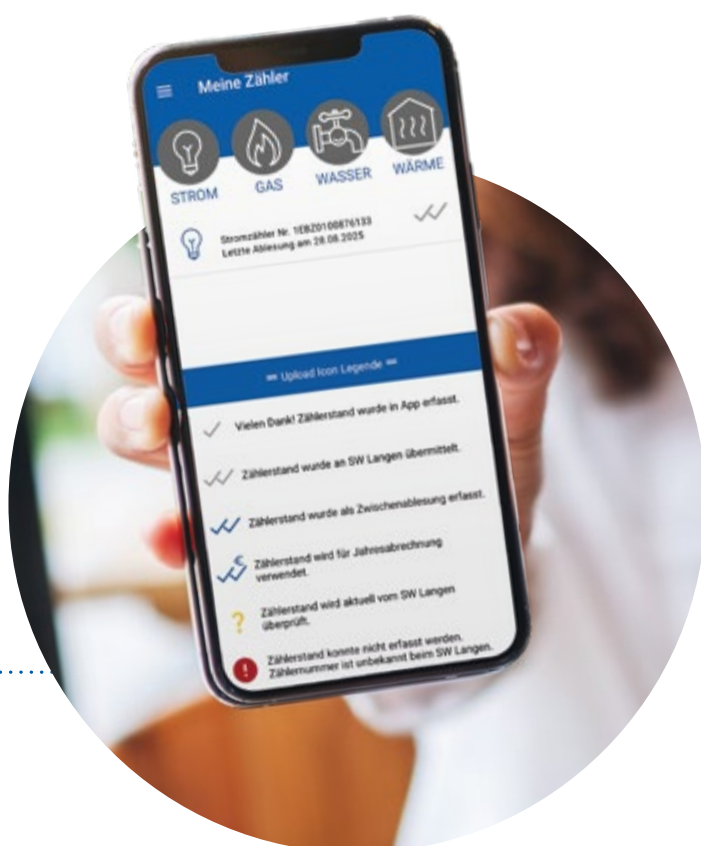 Meine Zähler
STROM GAS WASSER WÄRME
Stromzähler Nr. 1EBZ0100876133
Letzte Ablesung am 28.08.2025
Upload Icon Legende
Vielen Dank! Zählerstand wurde in App erfasst.
Zählerstand wurde an SW Langen übermittelt.
Zählerstand wurde als Zwischenablesung erfasst.
€
Zählerstand wird für Jahresabrechnung
verwendet.
?
Zählerstand wird aktuell vom SW Langen
überprüft.
!
Zählerstand konnte nicht erfasst werden.
Zählernummer ist unbekannt beim SW Langen.